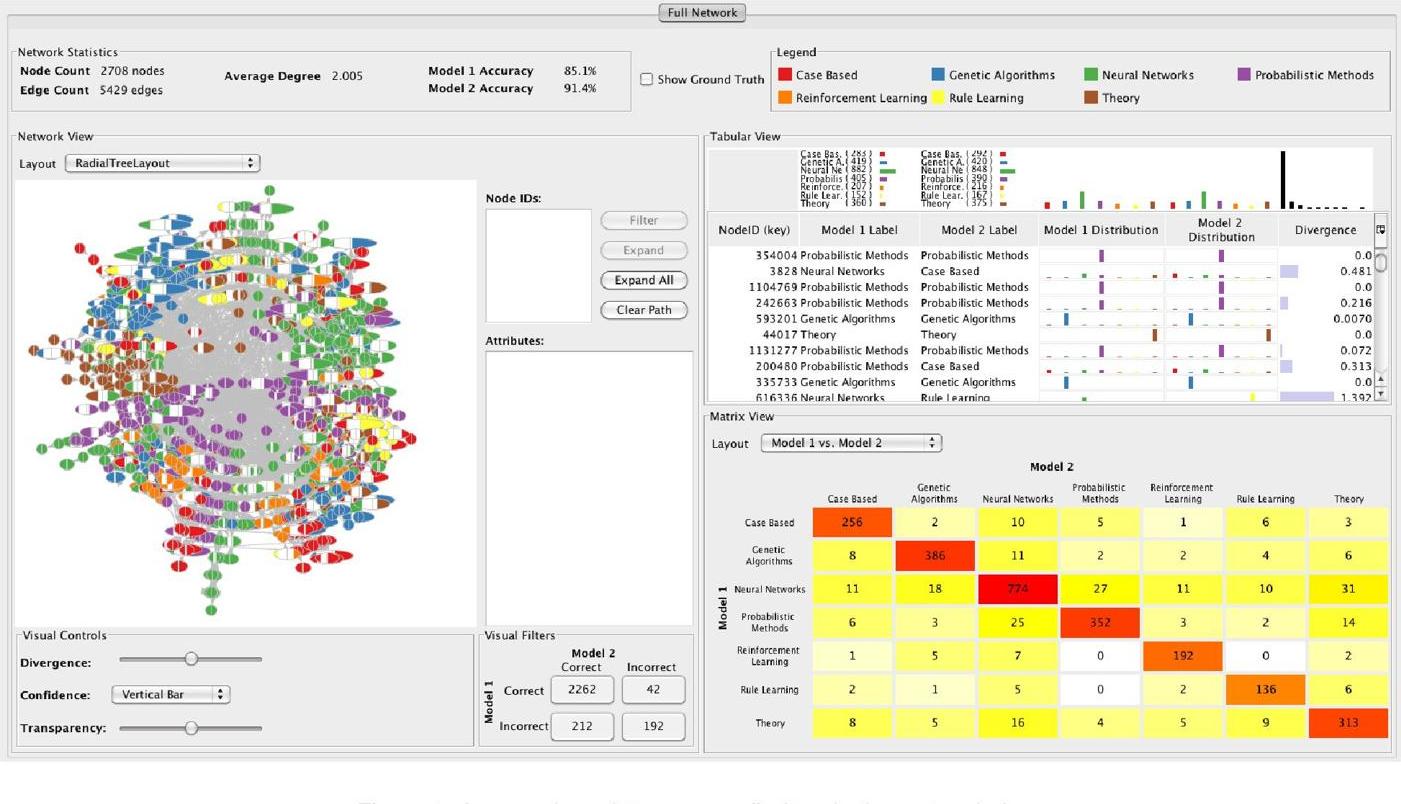 Full Network
Network Statistics
Node Count 2708 nodes
Edge Count 5429 edges
Average Degree 2.005
Model 1 Accuracy 85.1%
Model 2 Accuracy 91.4%
Show Ground Truth
Legend
Case Based Genetic Algorithms Neural Networks Probabilistic Methods
Reinforcement Learning Rule Learning Theory
Network View
Layout RadialTreeLayout
Node IDs:
Filter
Expand
Expand All
Clear Path
Attributes:
Visual Controls
Divergence:
Confidence: Vertical Bar
Transparency:
Visual Filters
Model 2
Correct Incorrect
Model 1
Correct 2262 42
Incorrect 212 192
Tabular View
Case Bas. (283) Case Bas. (292)
Genetic A. (419) Genetic A. (420)
Neural Ne (882) Neural Ne (848)
Probabilis (405) Probabilis (390)
Reinforce. (207) Reinforce. (216)
Rule Lear. (152) Rule Lear. (167)
Theory (360) Theory (375)
NodeID (key) Model 1 Label Model 2 Label Model 1 Distribution Model 2 Distribution Divergence
354004 Probabilistic Methods Probabilistic Methods 0.0
3828 Neural Networks Case Based 0.481
1104769 Probabilistic Methods Probabilistic Methods 0.0
242663 Probabilistic Methods Probabilistic Methods 0.216
593201 Genetic Algorithms Genetic Algorithms 0.0070
44017 Theory Theory 0.0
1131277 Probabilistic Methods Probabilistic Methods 0.072
200480 Probabilistic Methods Case Based 0.313
335733 Genetic Algorithms Genetic Algorithms 0.0
616336 Neural Networks Rule Learning 1.392
Matrix View
Layout Model 1 vs. Model 2
Model 2
Case Based Genetic Algorithms Neural Networks Probabilistic Methods Reinforcement Learning Rule Learning Theory
Model 1
Case Based 256 2 10 5 1 6 3
Genetic Algorithms 8 386 11 2 2 4 6
Neural Networks 11 18 774 27 11 10 31
Probabilistic Methods 6 3 25 352 3 2 14
Reinforcement Learning 1 5 7 0 192 0 2
Rule Learning 2 1 5 0 2 136 6
Theory 8 5 16 4 5 9 313